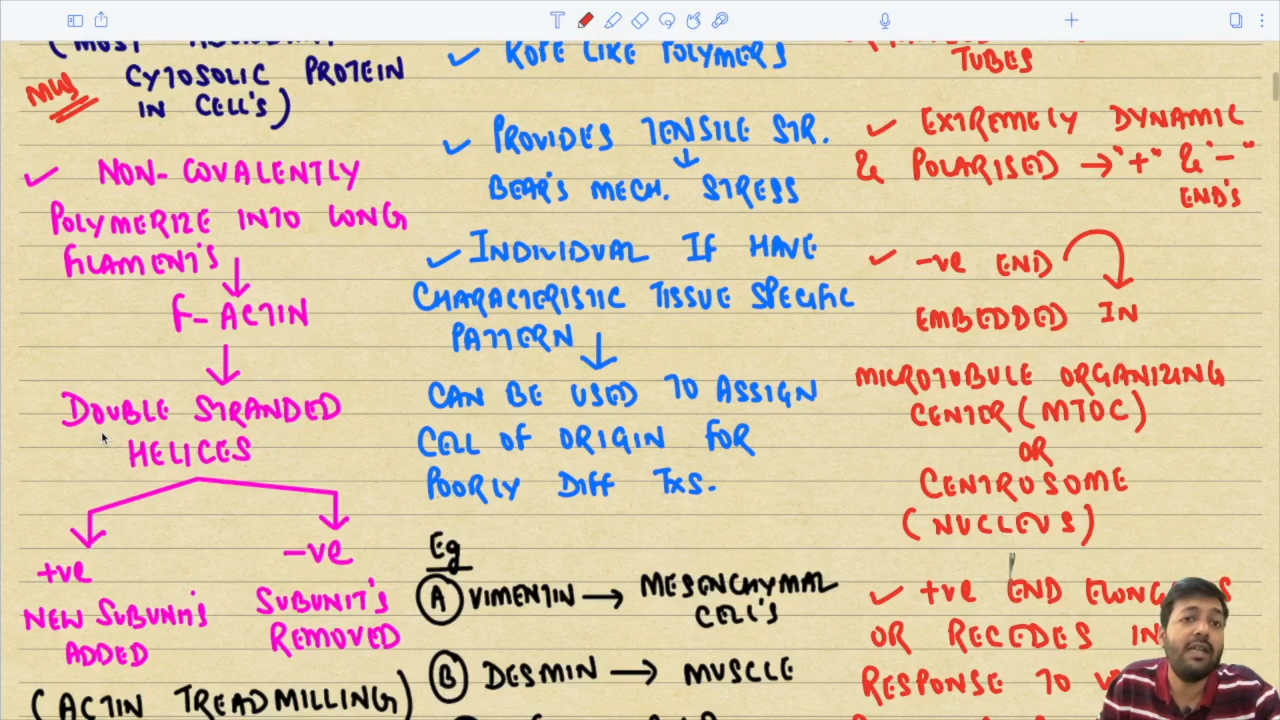 CYTOSOLIC PROTEIN
IN CELL'S)
NON-COVALENTLY
POLYMERIZE INTO LONG
FILAMENT'S
F-ACTIN
DOUBLE STRANDED
HELICES
+ve
NEW SUBUNIT'S
ADDED
-ve
SUBUNIT'S
REMOVED
(ACTIN TREADMILLING)
ROPE LIKE POLYMERS
PROVIDES TENSILE STR.
BEAR'S MECH. STRESS
INDIVIDUAL IF HAVE
CHARACTERISTIC TISSUE SPECIFIC
PATTERN
CAN BE USED TO ASSIGN
CELL OF ORIGIN FOR
POORLY DIFF TXS.
Eg
A VIMENTIN → MESENCHYMAL
CELL'S
B DESMIN → MUSCLE
TUBES
EXTREMELY DYNAMIC
& POLARISED → "+" & "-"
END'S
-ve END
EMBEDDED IN
MICROTUBULE ORGANIZING
CENTER (MTOC)
OR
CENTROSOME
(NUCLEUS)
+ve END
OR RECEDES IN
RESPONSE TO